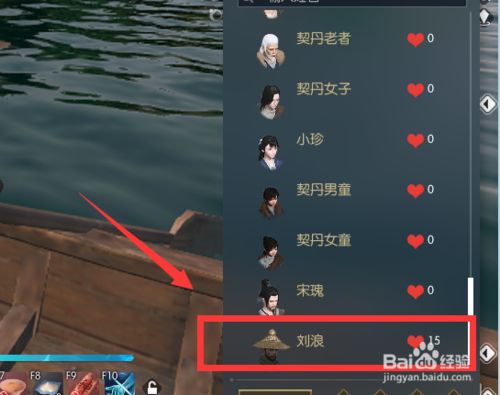 契丹老者 0
契丹女子 0
小珍 0
契丹男童 0
契丹女童 0
宋瑰 0
刘浪 15
Baidu经验
jingyan.baidu.com
F7 F8 F9 F10